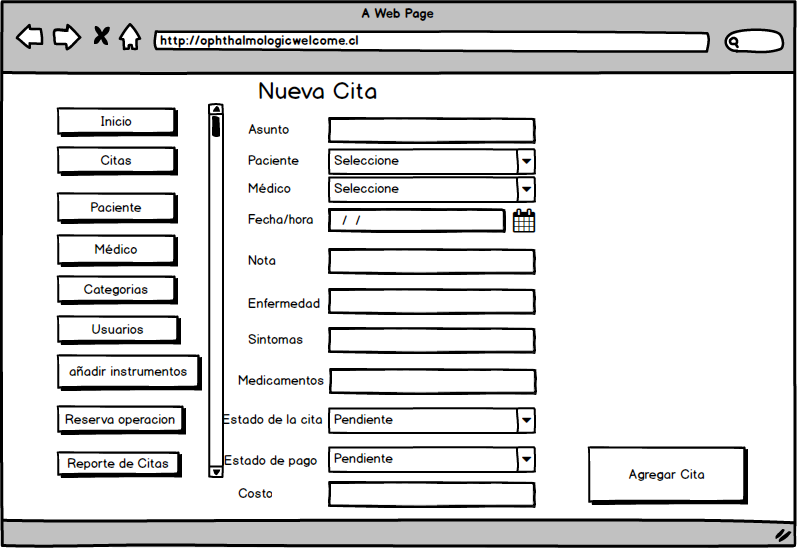 A Web Page
http://ophthalmologicwelcome.cl
Nueva Cita
Inicio
Citas
Paciente
Médico
Categorias
Usuarios
añadir instrumentos
Reserva operacion
Reporte de Citas
Asunto
Paciente Seleccione
Médico Seleccione
Fecha/hora / /
Nota
Enfermedad
Sintomas
Medicamentos
Estado de la cita Pendiente
Estado de pago Pendiente
Costo
Agregar Cita